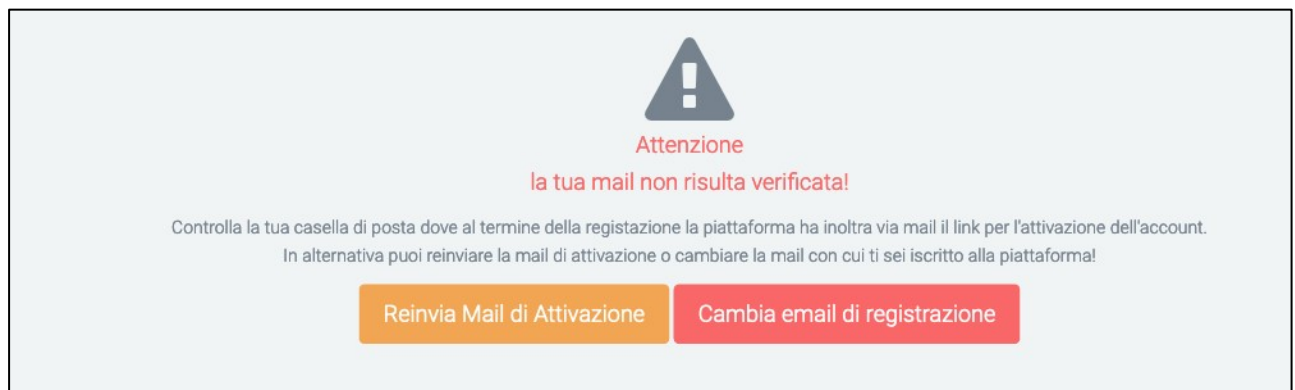 Attenzione
la tua mail non risulta verificata!
Controlla la tua casella di posta dove al termine della registazione la piattaforma ha inoltra via mail il link per l'attivazione dell'account.
In alternativa puoi reinviare la mail di attivazione o cambiare la mail con cui ti sei iscritto alla piattaforma!
Reinvia Mail di Attivazione
Cambia email di registrazione